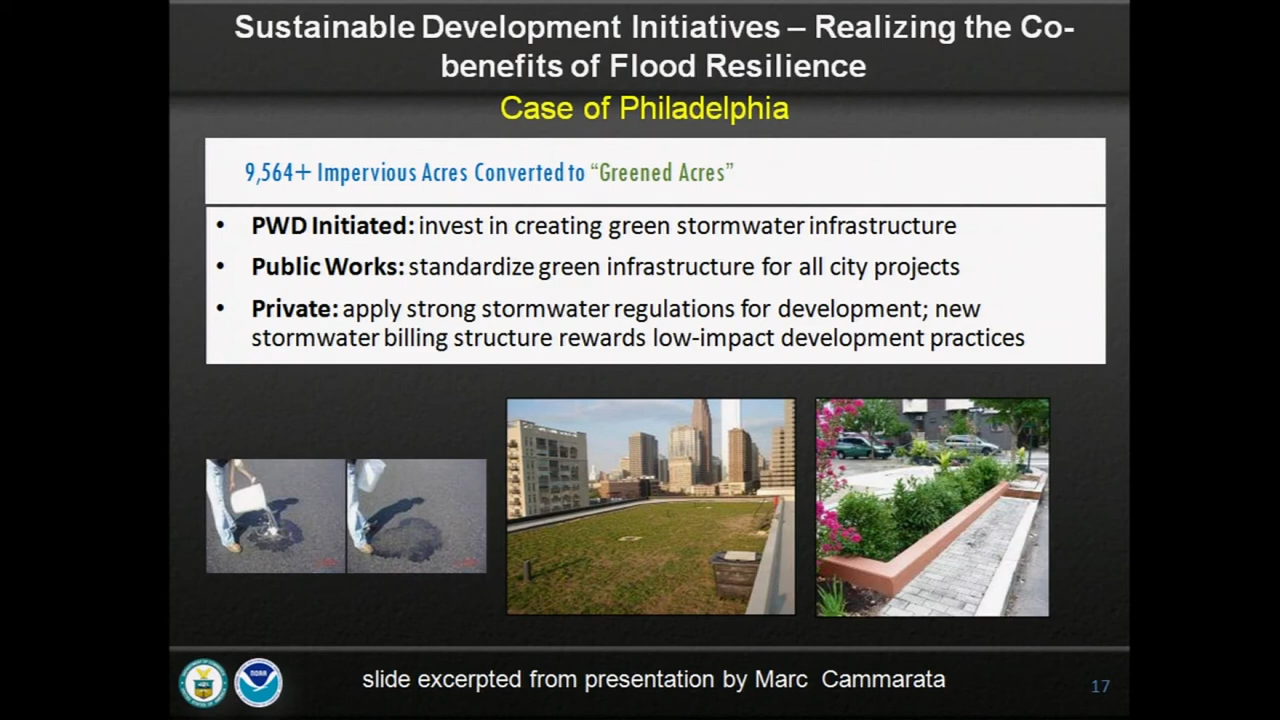 Sustainable Development Initiatives – Realizing the Co-
benefits of Flood Resilience
Case of Philadelphia
9,564+ Impervious Acres Converted to “Greened Acres”
• PWD Initiated: invest in creating green stormwater infrastructure
• Public Works: standardize green infrastructure for all city projects
• Private: apply strong stormwater regulations for development; new
stormwater billing structure rewards low-impact development practices
NOAA
slide excerpted from presentation by Marc Cammarata
17